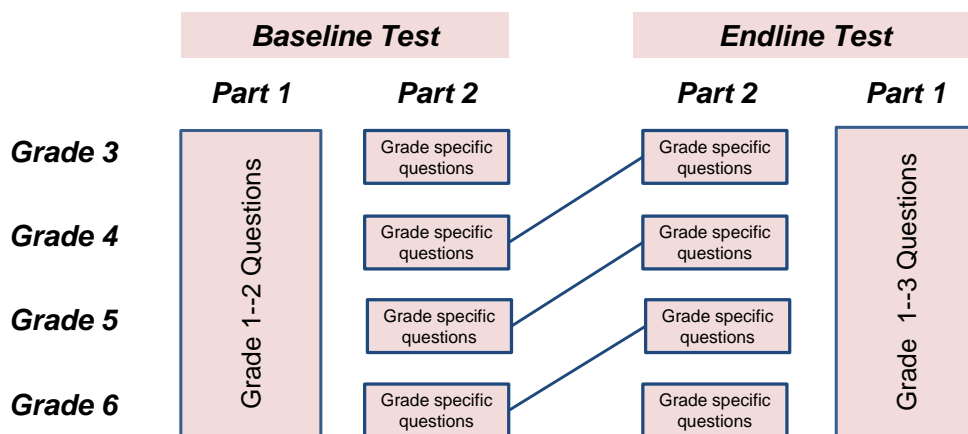 Baseline Test Endline Test
Part 1 Part 2 Part 2 Part 1
Grade 3
Grade specific
questions
Grade specific
questions
Grade 4
Grade specific
questions
Grade specific
questions
Grade 5
Grade specific
questions
Grade specific
questions
Grade 6
Grade specific
questions
Grade specific
questions
Grade 1--2 Questions
Grade 1--3 Questions